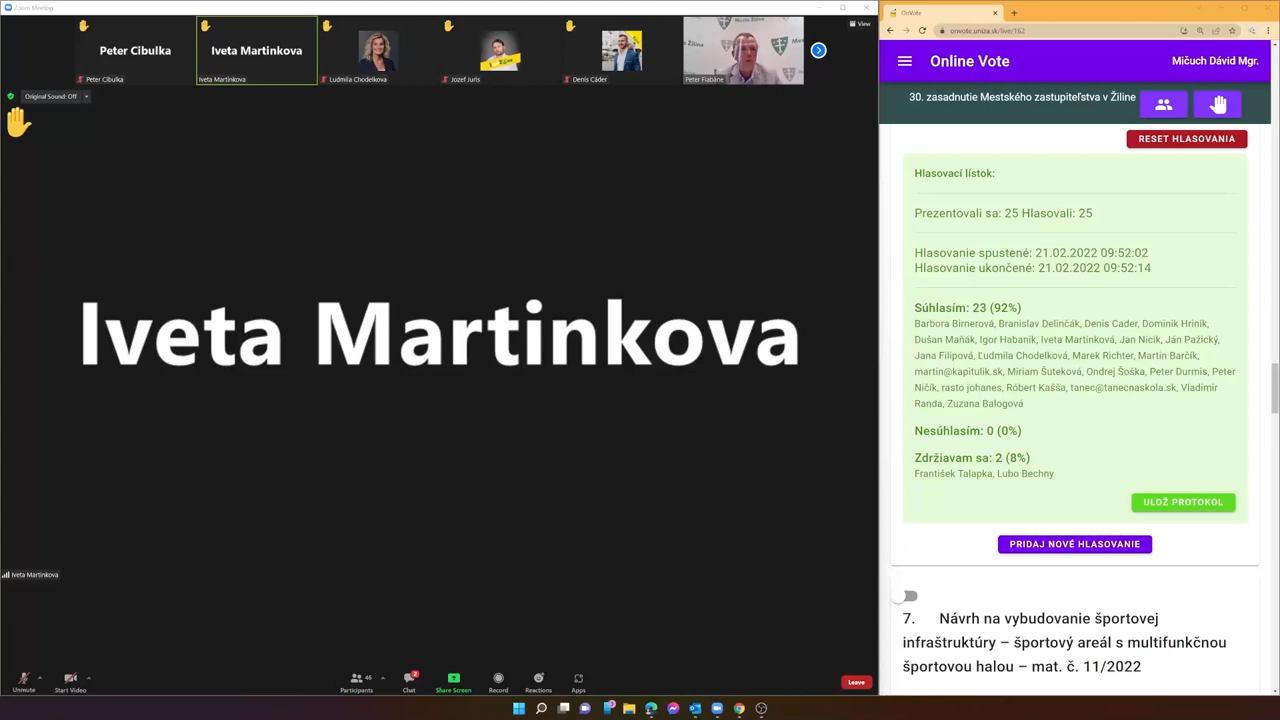 Zoom Meeting
View
Peter Cibulka
Peter Cibulka
Iveta Martinkova
Iveta Martinkova
Ludmila Chodelkova
Jozef Juris
Denis Cáder
Peter Fiabáne
Original Sound: Off
Iveta Martinkova
Iveta Martinkova
Unmute
Start Video
46
Participants
2
Chat
Share Screen
Record
Reactions
Apps
Leave
OnVote
onvote.uniza.sk/live/162
Online Vote
Mičuch Dávid Mgr.
30. zasadnutie Mestského zastupiteľstva v Žiline
RESET HLASOVANIA
Hlasovací lístok:
Prezentovali sa: 25 Hlasovali: 25
Hlasovanie spustené: 21.02.2022 09:52:02
Hlasovanie ukončené: 21.02.2022 09:52:14
Súhlasím: 23 (92%)
Barbora Birnerová, Branislav Delinčák, Denis Cader, Dominik Hrinik,
Dušan Maňák, Igor Habanik, Iveta Martinková, Jan Nicik, Ján Pažický,
Jana Filipová, Ľudmila Chodelková, Marek Richter, Martin Barčík,
martin@kapitulik.sk, Miriam Šuteková, Ondrej Šoška, Peter Durmis, Peter
Ničík, rasto johanes, Róbert Kašša, tanec@tanecnaskola.sk, Vladimir
Randa, Zuzana Balogová
Nesúhlasím: 0 (0%)
Zdržiavam sa: 2 (8%)
František Talapka, Lubo Bechny
ULOŽ PROTOKOL
PRIDAJ NOVÉ HLASOVANIE
7. Návrh na vybudovanie športovej
infraštruktúry – športový areál s multifunkčnou
športovou halou – mat. č. 11/2022